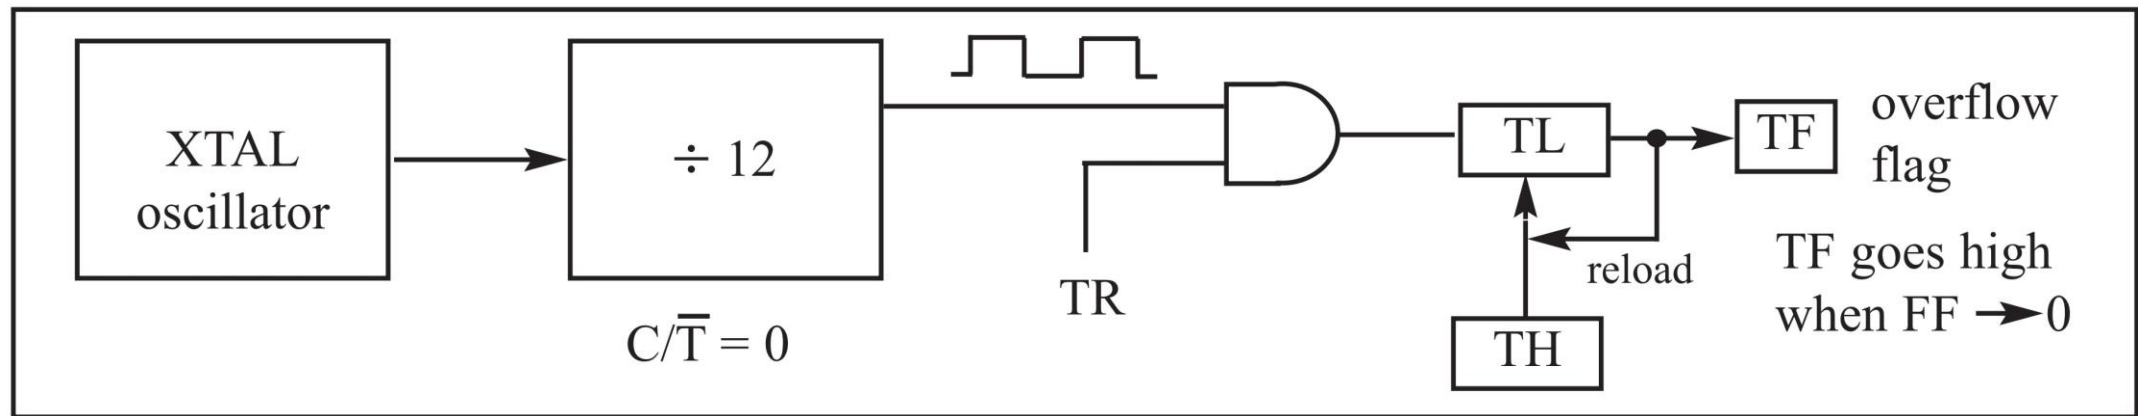 XTAL
oscillator
÷ 12
C/T̅ = 0
TR
TL
TF
overflow
flag
reload
TH
TF goes high
when FF → 0